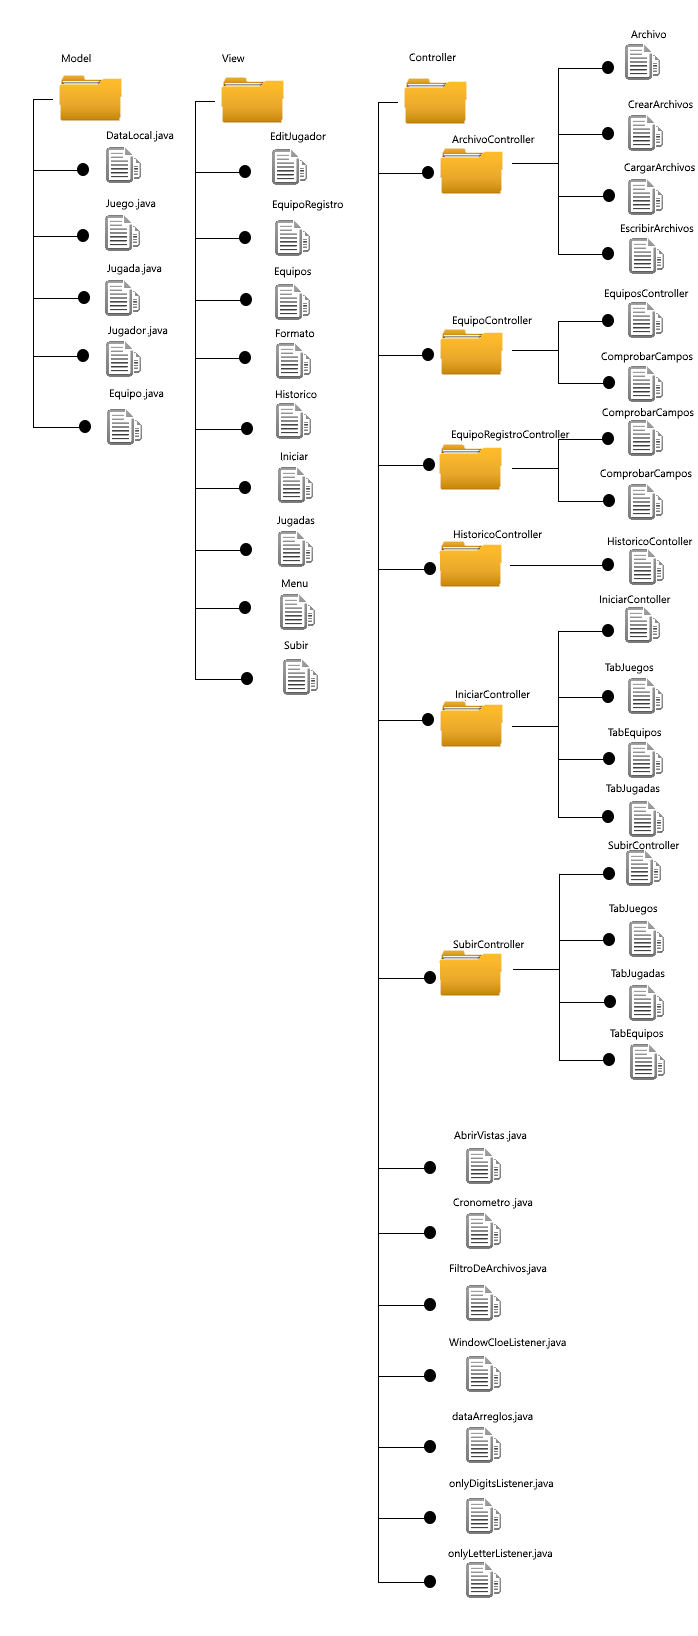 Model
DataLocal.java
Juego.java
Jugada.java
Jugador.java
Equipo.java
View
EditJugador
EquipoRegistro
Equipos
Formato
Historico
Iniciar
Jugadas
Menu
Subir
Controller
ArchivoController
Archivo
CrearArchivos
CargarArchivos
EscribirArchivos
EquipoController
EquiposController
ComprobarCampos
EquipoRegistroController
ComprobarCampos
ComprobarCampos
HistoricoController
HistoricoContoller
IniciarController
IniciarContoller
TabJuegos
TabEquipos
TabJugadas
SubirController
SubirController
TabJuegos
TabJugadas
TabEquipos
AbrirVistas.java
Cronometro.java
FiltroDeArchivos.java
WindowCloeListener.java
dataArreglos.java
onlyDigitsListener.java
onlyLetterListener.java